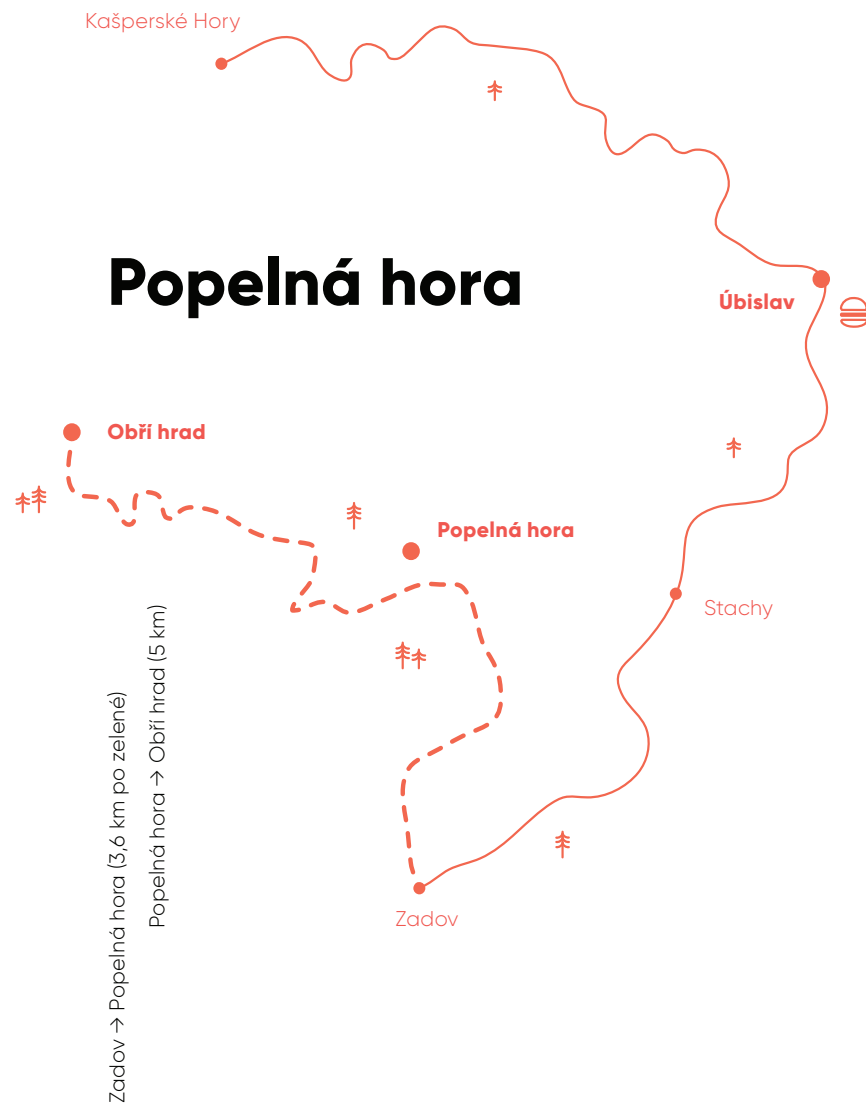 Kašperské Hory
Popelná hora
Úbislav
Obří hrad
Popelná hora
Stachy
Zadov → Popelná hora (3,6 km po zelené)
Popelná hora → Obří hrad (5 km)
Zadov